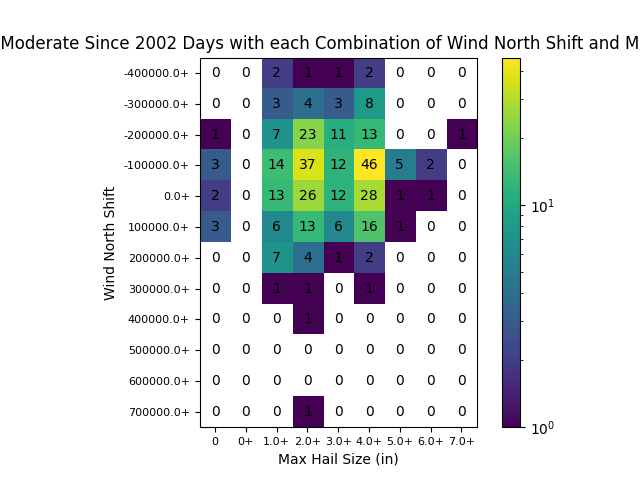 Moderate Since 2002 Days with each Combination of Wind North Shift and M
-400000.0+ 0 0 2 1 1 2 0 0 0
-300000.0+ 0 0 3 4 3 8 0 0 0
-200000.0+ 1 0 7 23 11 13 0 0 1
-100000.0+ 3 0 14 37 12 46 5 2 0
0.0+ 2 0 13 26 12 28 1 1 0
100000.0+ 3 0 6 13 6 16 1 0 0
200000.0+ 0 0 7 4 1 2 0 0 0
300000.0+ 0 0 1 1 0 1 0 0 0
400000.0+ 0 0 0 1 0 0 0 0 0
500000.0+ 0 0 0 0 0 0 0 0 0
600000.0+ 0 0 0 0 0 0 0 0 0
700000.0+ 0 0 0 1 0 0 0 0 0
0 0+ 1.0+ 2.0+ 3.0+ 4.0+ 5.0+ 6.0+ 7.0+
Max Hail Size (in)
Wind North Shift
10¹
10⁰